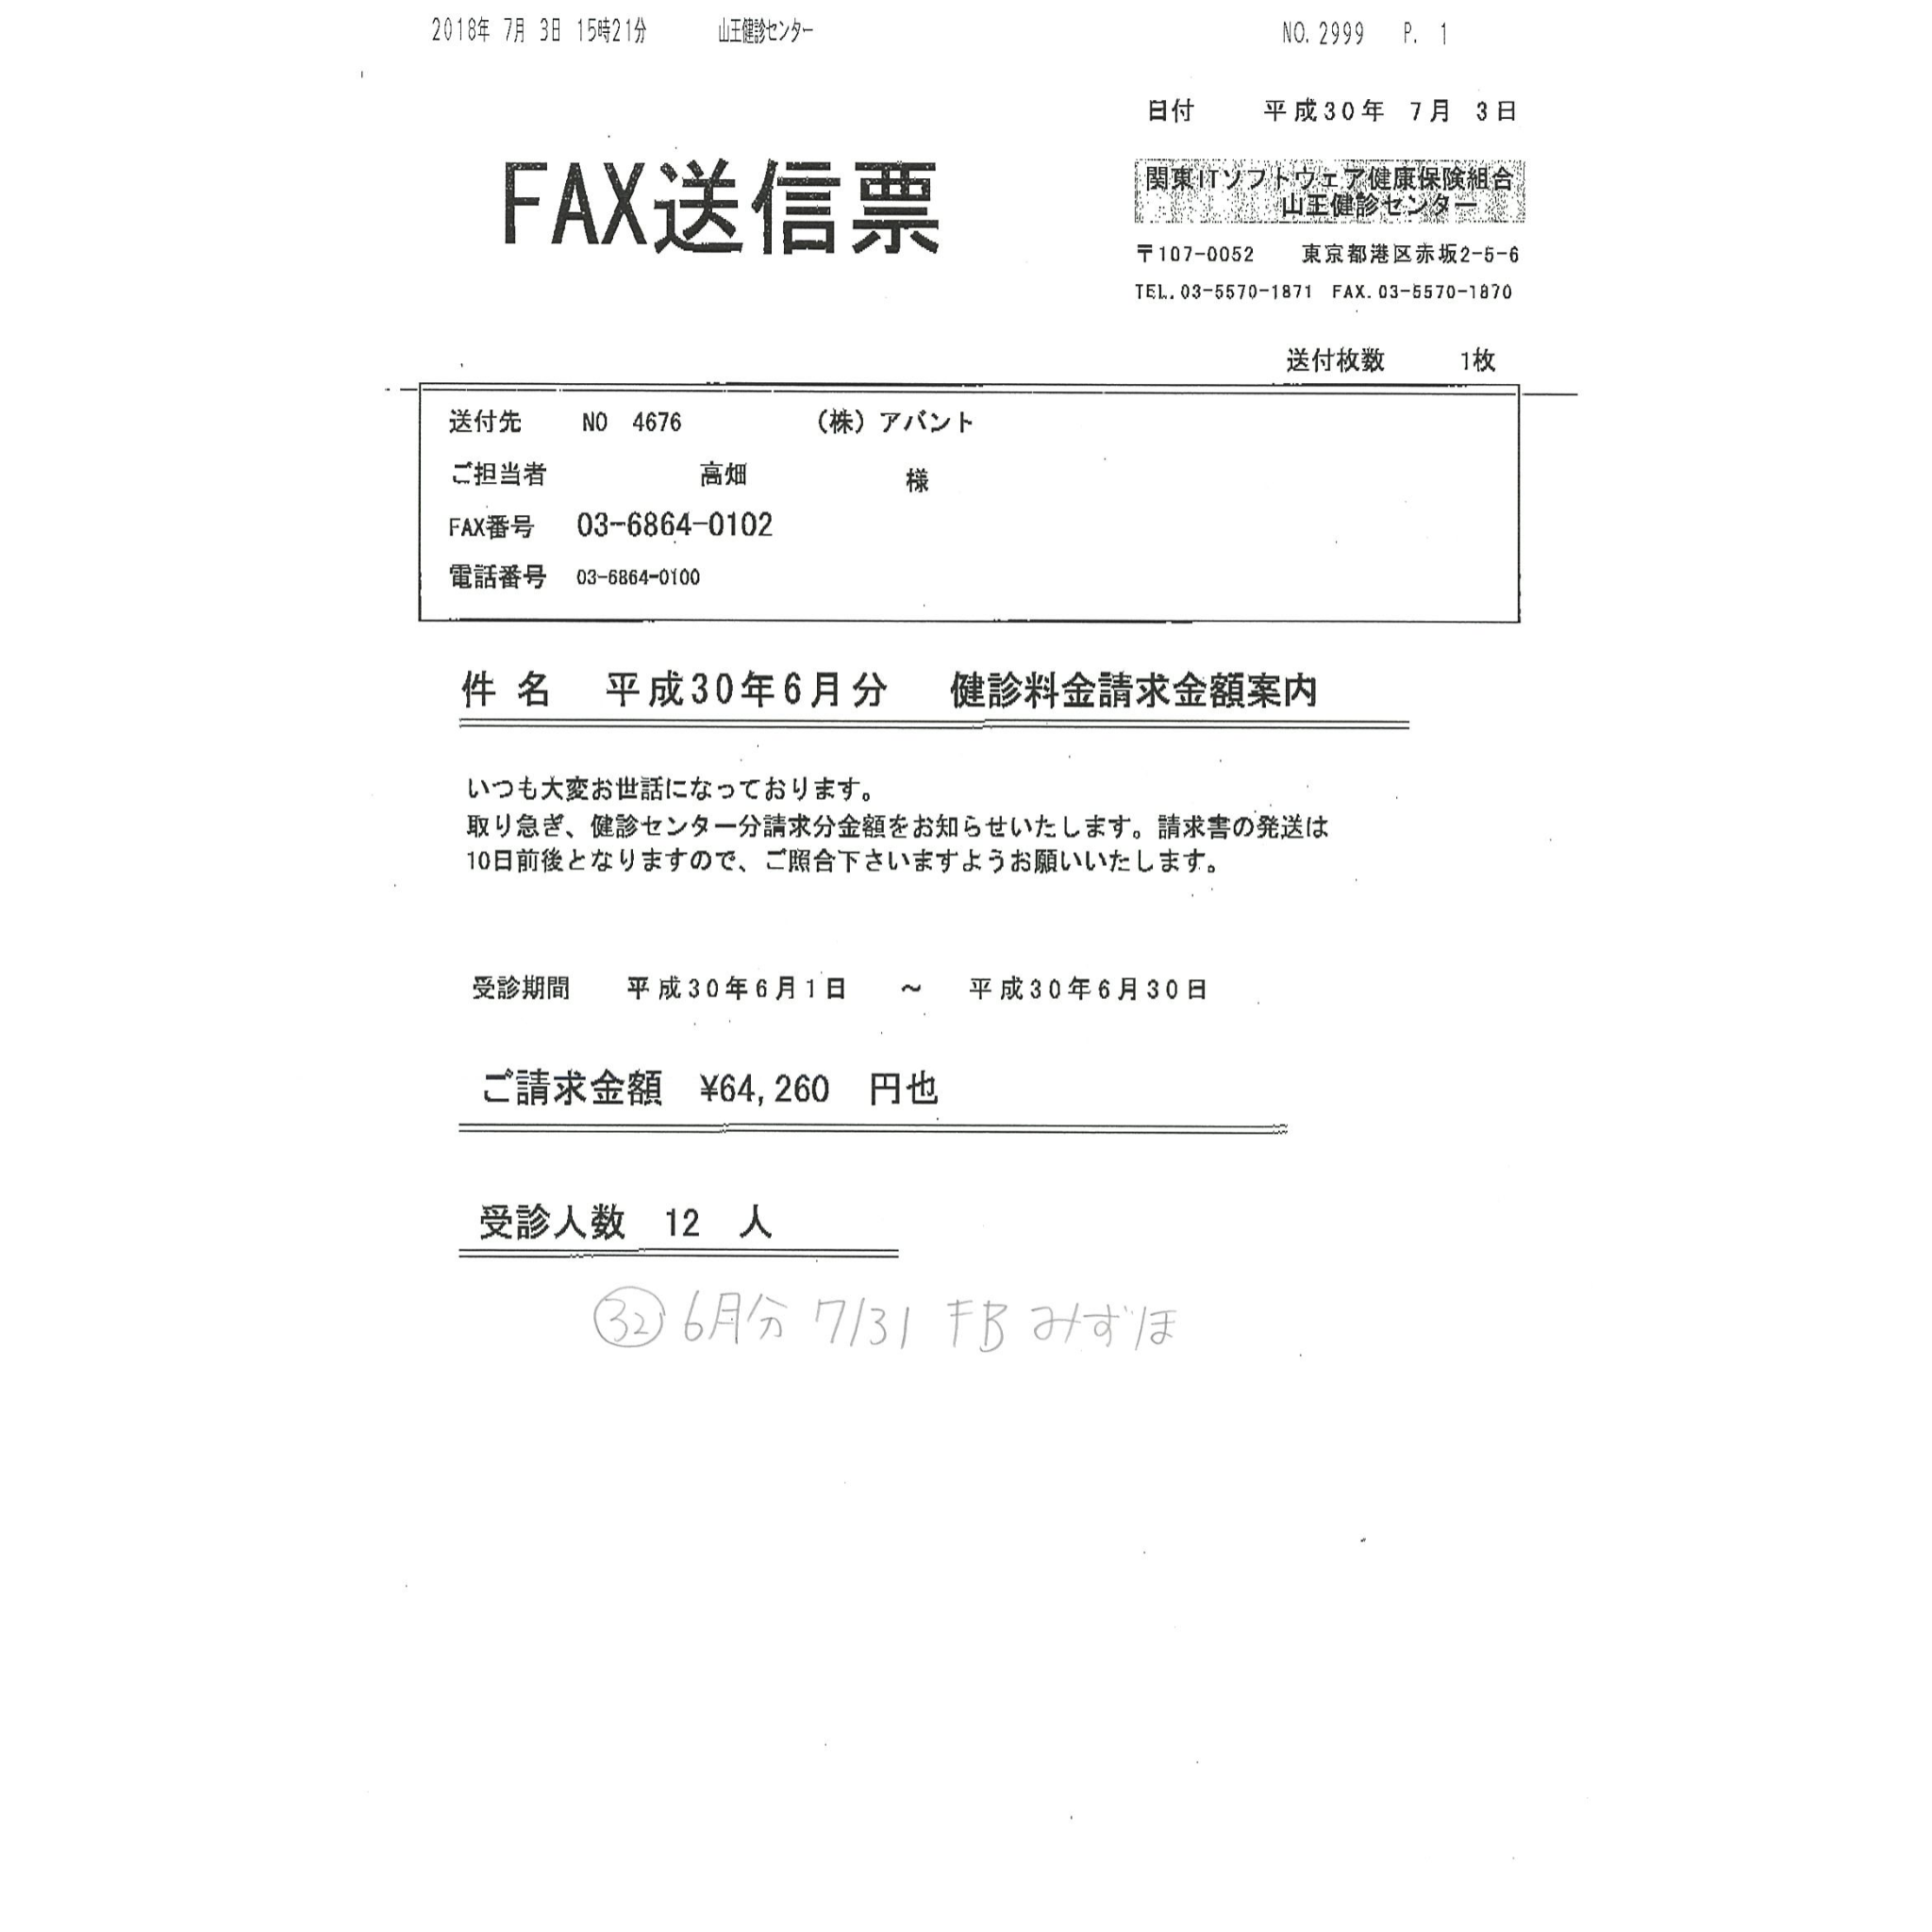 2018年 7月 3日 15時21分 山王健診センター NO. 2999 P. 1
日付 平成30年 7月 3日
FAX送信票
関東ITソフトウェア健康保険組合
山王健診センター
〒107-0052 東京都港区赤坂2-5-6
TEL. 03-5570-1871 FAX. 03-5570-1870
送付枚数 1枚
送付先 NO 4676 (株)アバント
ご担当者 高畑 様
FAX番号 03-6864-0102
電話番号 03-6864-0100
件 名 平成30年6月分 健診料金請求金額案内
いつも大変お世話になっております。
取り急ぎ、健診センター分請求分金額をお知らせいたします。請求書の発送は
10日前後となりますので、ご照合下さいますようお願いいたします。
受診期間 平成30年6月1日 ～ 平成30年6月30日
ご請求金額 ¥64,260 円也
受診人数 12 人
㉜ 6月分 7/31 FB みずほ